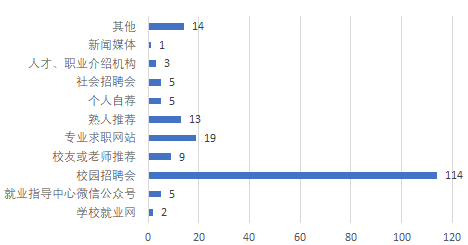 其他 14
新闻媒体 1
人才、职业介绍机构 3
社会招聘会 5
个人自荐 5
熟人推荐 13
专业求职网站 19
校友或老师推荐 9
校园招聘会 114
就业指导中心微信公众号 5
学校就业网 2
0 20 40 60 80 100 120